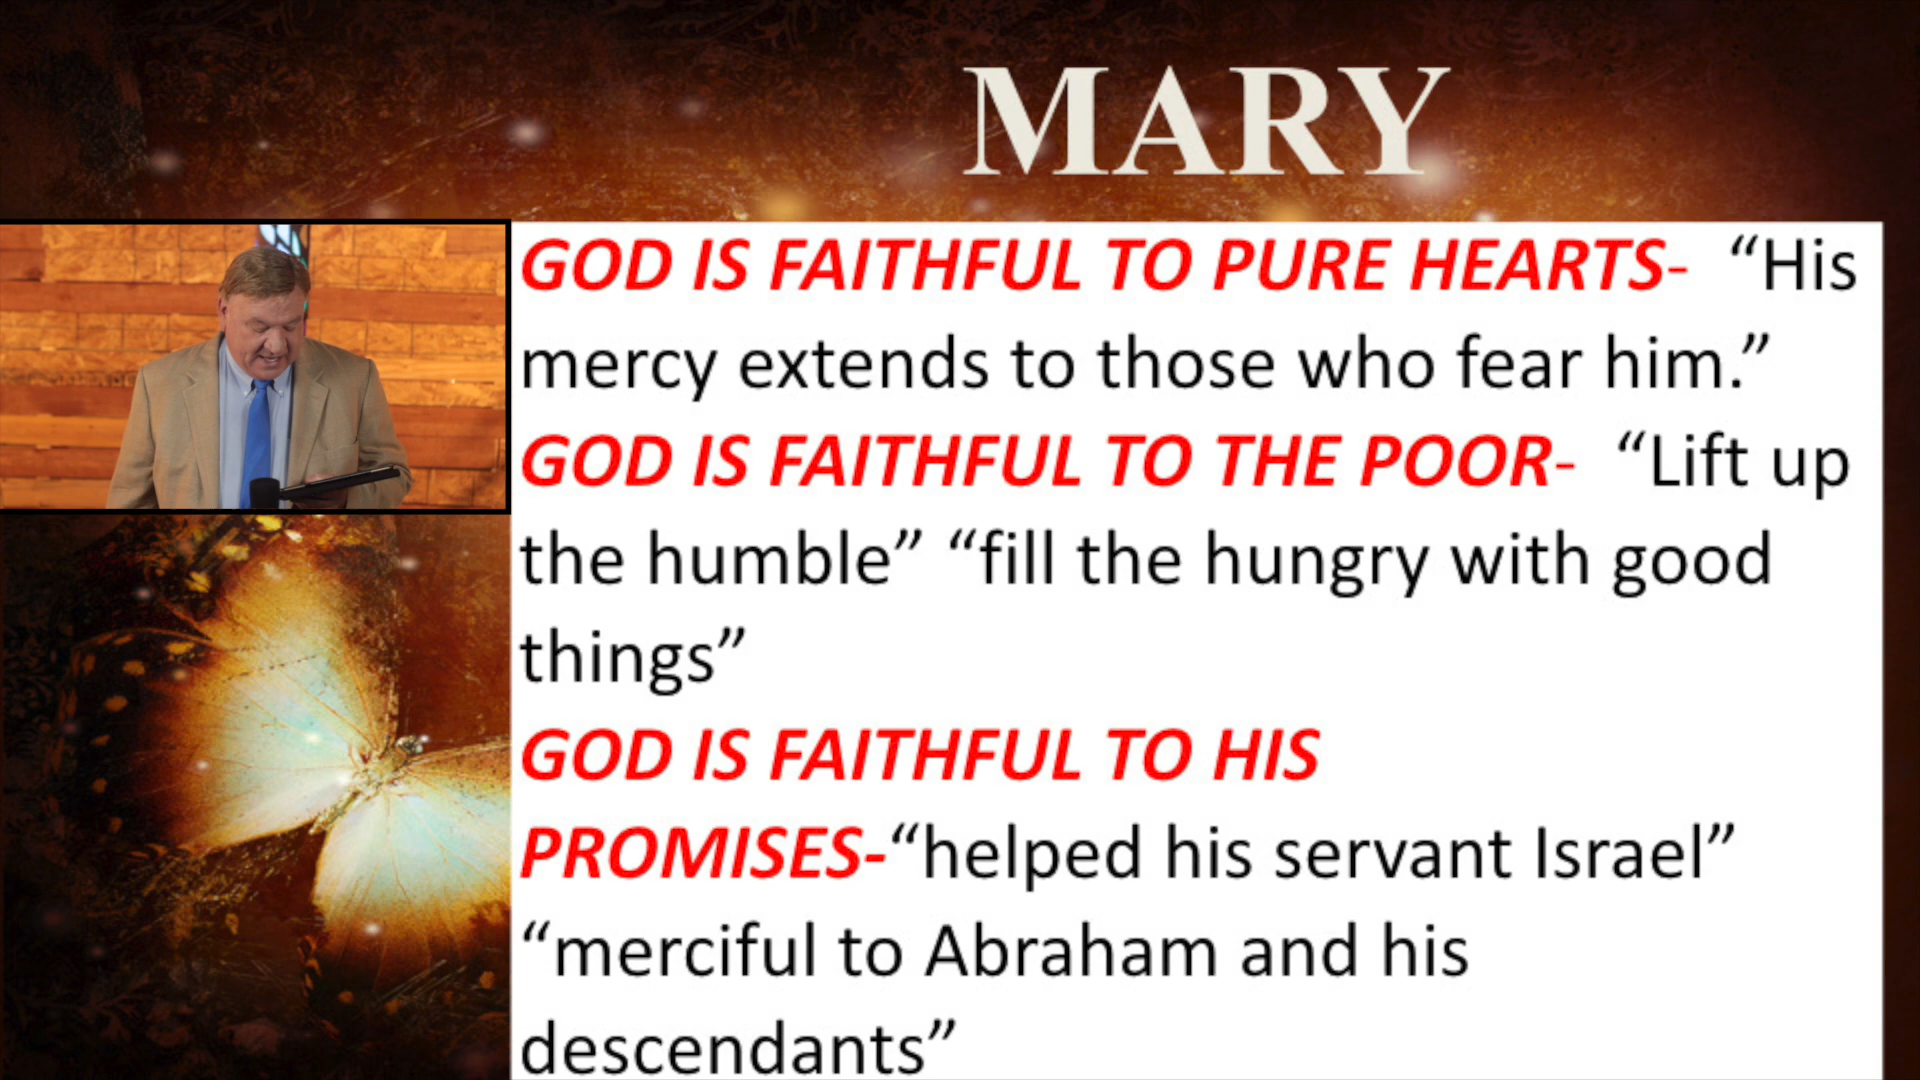 MARY
GOD IS FAITHFUL TO PURE HEARTS-  “His
mercy extends to those who fear him.”
GOD IS FAITHFUL TO THE POOR-  “Lift up
the humble” “fill the hungry with good
things”
GOD IS FAITHFUL TO HIS
PROMISES-“helped his servant Israel”
“merciful to Abraham and his
descendants”